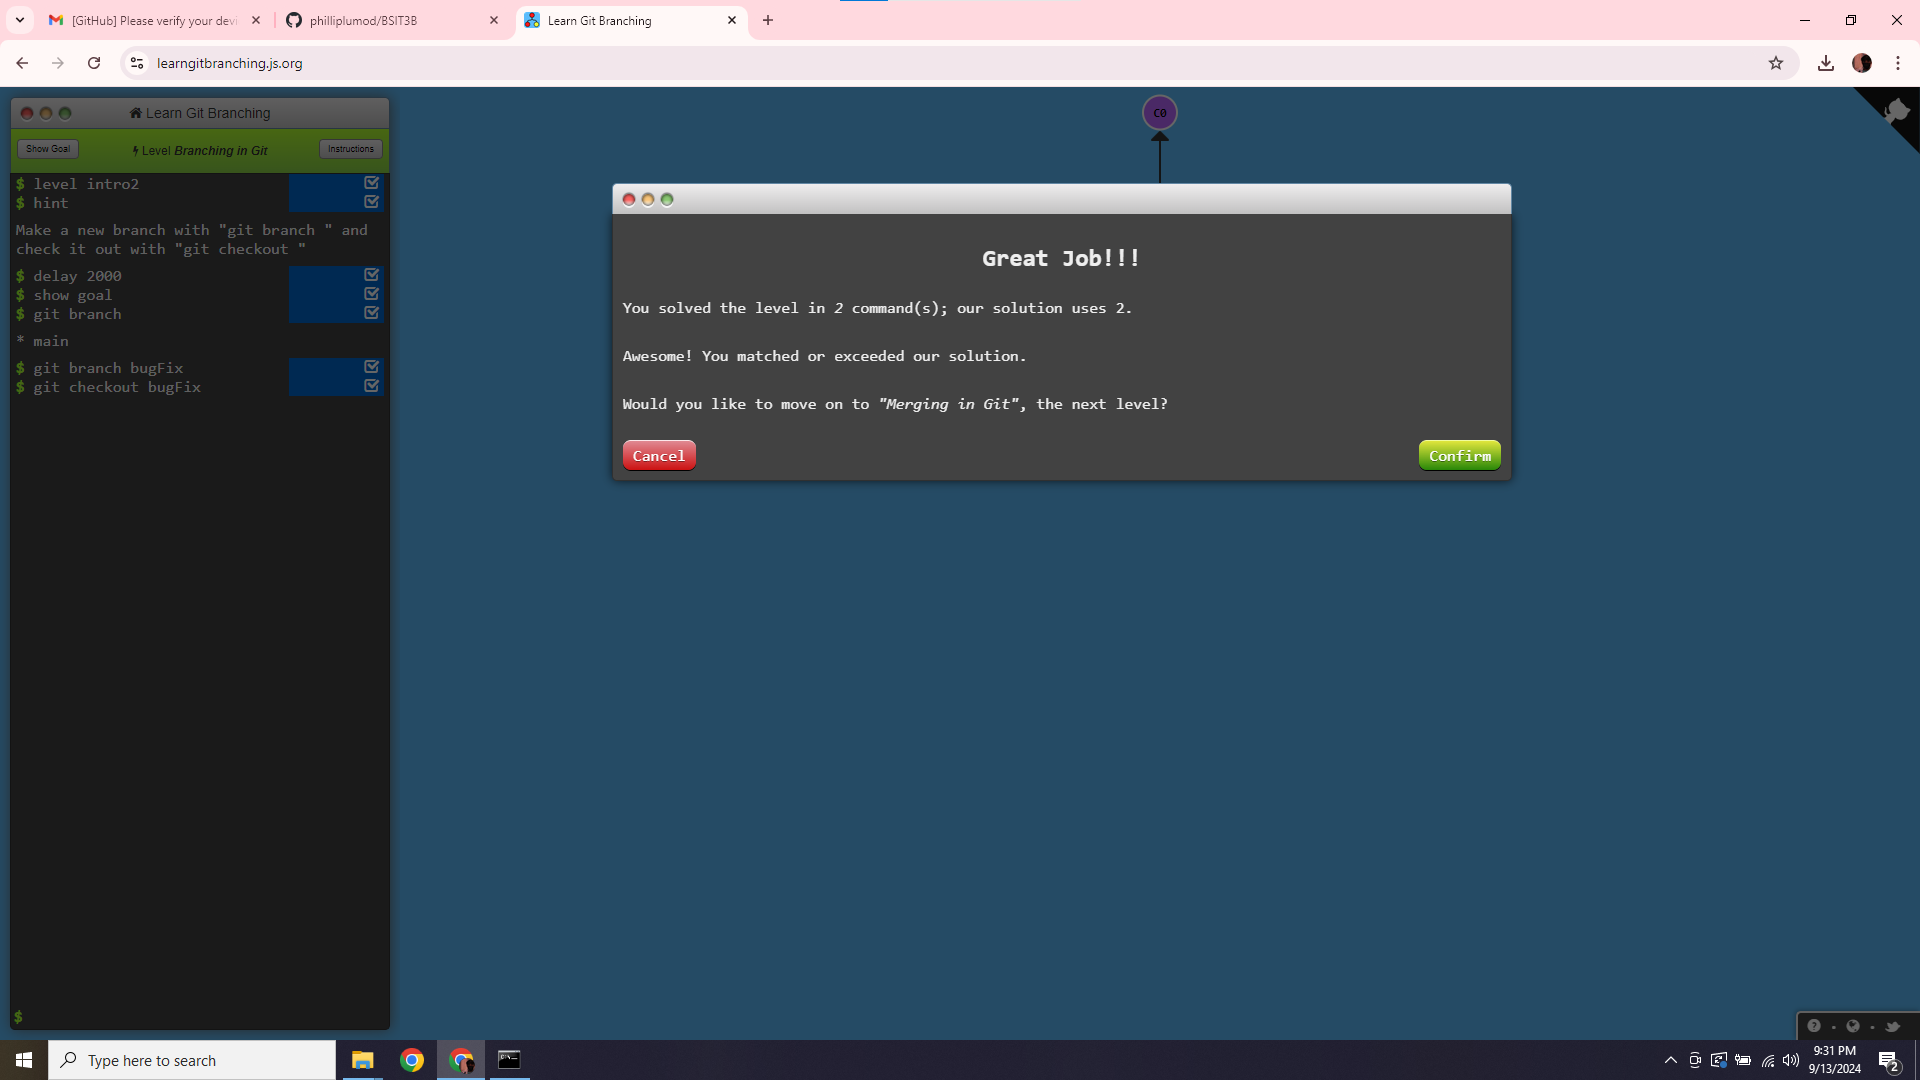 [GitHub] Please verify your devi
philliplumod/BSIT3B
Learn Git Branching
learngitbranching.js.org
Learn Git Branching
Show Goal
Level Branching in Git
Instructions
$ level intro2
$ hint
Make a new branch with "git branch " and
check it out with "git checkout "
$ delay 2000
$ show goal
$ git branch
* main
$ git branch bugFix
$ git checkout bugFix
$
C0
Great Job!!!
You solved the level in 2 command(s); our solution uses 2.
Awesome! You matched or exceeded our solution.
Would you like to move on to "Merging in Git", the next level?
Cancel
Confirm
Type here to search
9:31 PM
9/13/2024
2